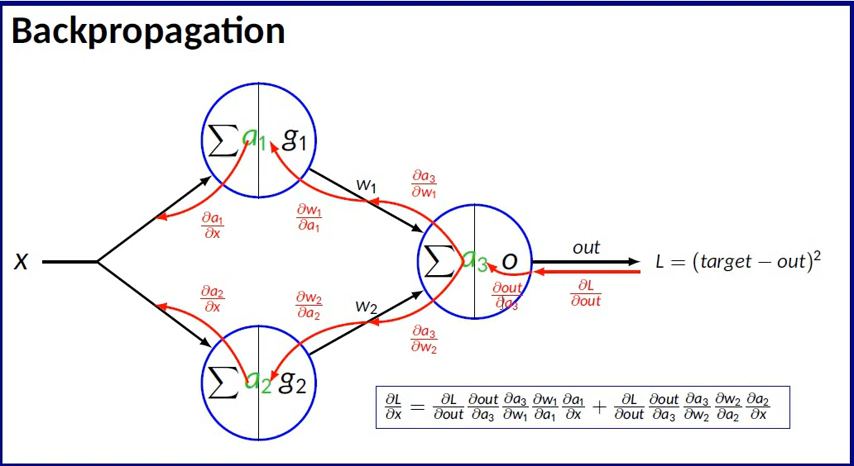 Backpropagation
∑ a₁ g₁
w₁
∂a₃/∂w₁
∂w₁/∂a₁
∂a₁/∂x
x
∑ a₃ o
out
L = (target − out)²
∂out/∂a₃
∂L/∂out
∂a₂/∂x
∂w₂/∂a₂
w₂
∂a₃/∂w₂
∑ a₂ g₂
∂L/∂x = ∂L/∂out ∂out/∂a₃ ∂a₃/∂w₁ ∂w₁/∂a₁ ∂a₁/∂x + ∂L/∂out ∂out/∂a₃ ∂a₃/∂w₂ ∂w₂/∂a₂ ∂a₂/∂x